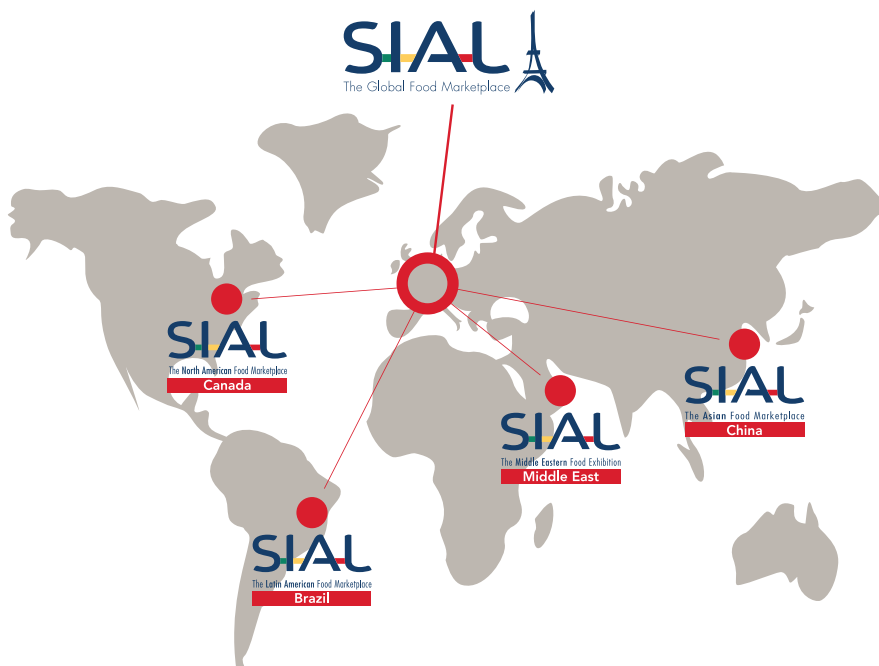 SIAL
The Global Food Marketplace
SIAL
The North American Food Marketplace
Canada
SIAL
The Asian Food Marketplace
China
SIAL
The Middle Eastern Food Exhibition
Middle East
SIAL
The Latin American Food Marketplace
Brazil